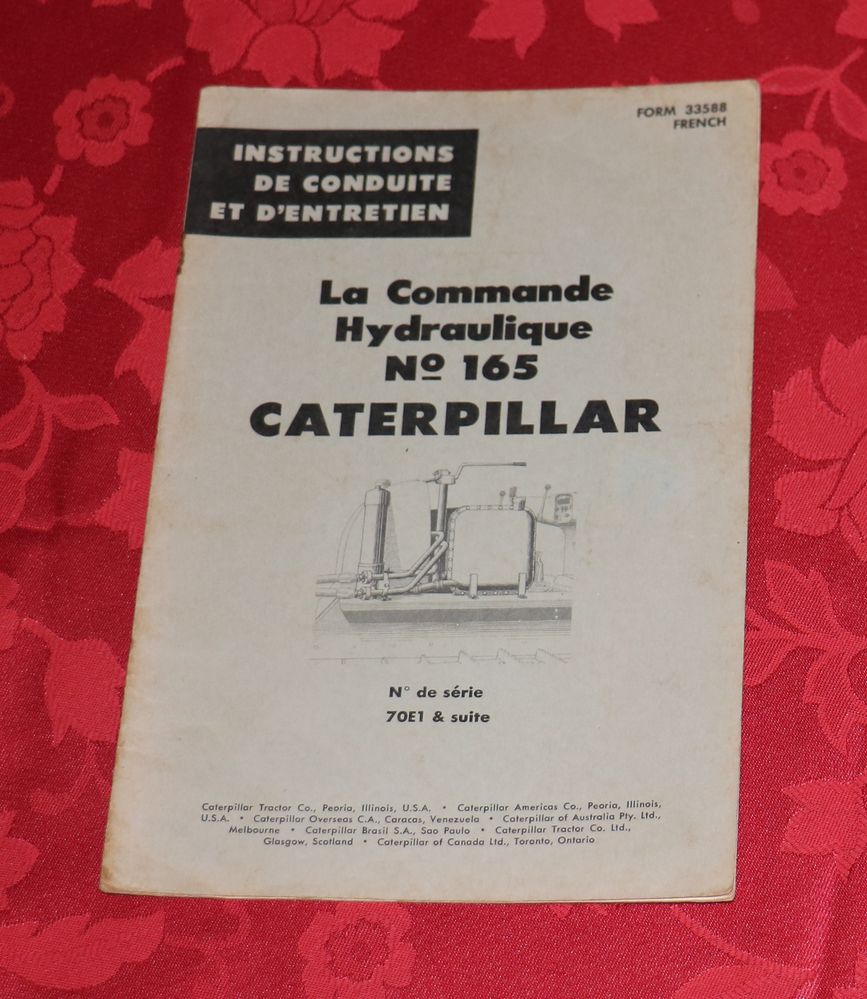 FORM 33588
FRENCH
INSTRUCTIONS
DE CONDUITE
ET D'ENTRETIEN
La Commande
Hydraulique
Nº 165
CATERPILLAR
N° de série
70E1 & suite
Caterpillar Tractor Co., Peoria, Illinois, U.S.A. • Caterpillar Americas Co., Peoria, Illinois,
U.S.A. • Caterpillar Overseas C.A., Caracas, Venezuela • Caterpillar of Australia Pty. Ltd.,
Melbourne • Caterpillar Brasil S.A., Sao Paulo • Caterpillar Tractor Co. Ltd.,
Glasgow, Scotland • Caterpillar of Canada Ltd., Toronto, Ontario